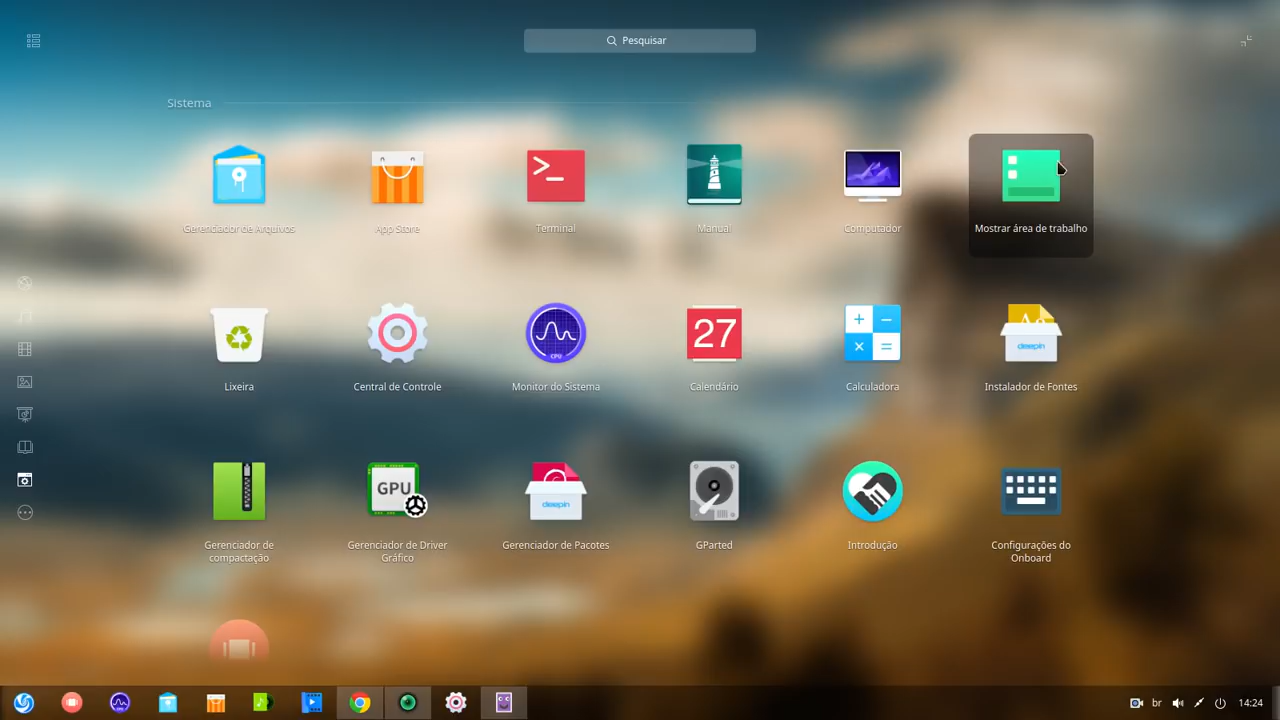 Pesquisar
Sistema
Gerenciador de Arquivos
App Store
Terminal
Manual
Computador
Mostrar área de trabalho
27
CPU
deepin
Lixeira
Central de Controle
Monitor do Sistema
Calendário
Calculadora
Instalador de Fontes
GPU
deepin
Gerenciador de
compactação
Gerenciador de Driver
Gráfico
Gerenciador de Pacotes
GParted
Introdução
Configurações do
Onboard
br
14:24